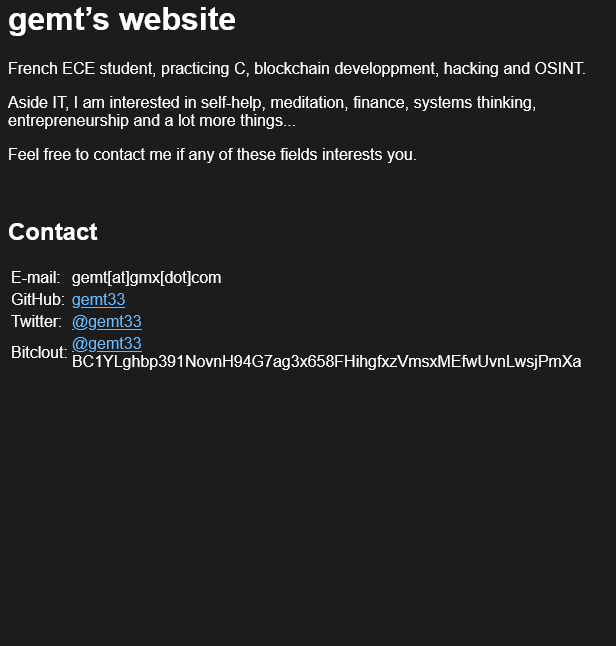 gemt’s website
French ECE student, practicing C, blockchain developpment, hacking and OSINT.
Aside IT, I am interested in self-help, meditation, finance, systems thinking,
entrepreneurship and a lot more things...
Feel free to contact me if any of these fields interests you.
Contact
E-mail: gemt[at]gmx[dot]com
GitHub: gemt33
Twitter: @gemt33
Bitclout: @gemt33
BC1YLghbp391NovnH94G7ag3x658FHihgfxzVmsxMEfwUvnLwsjPmXa